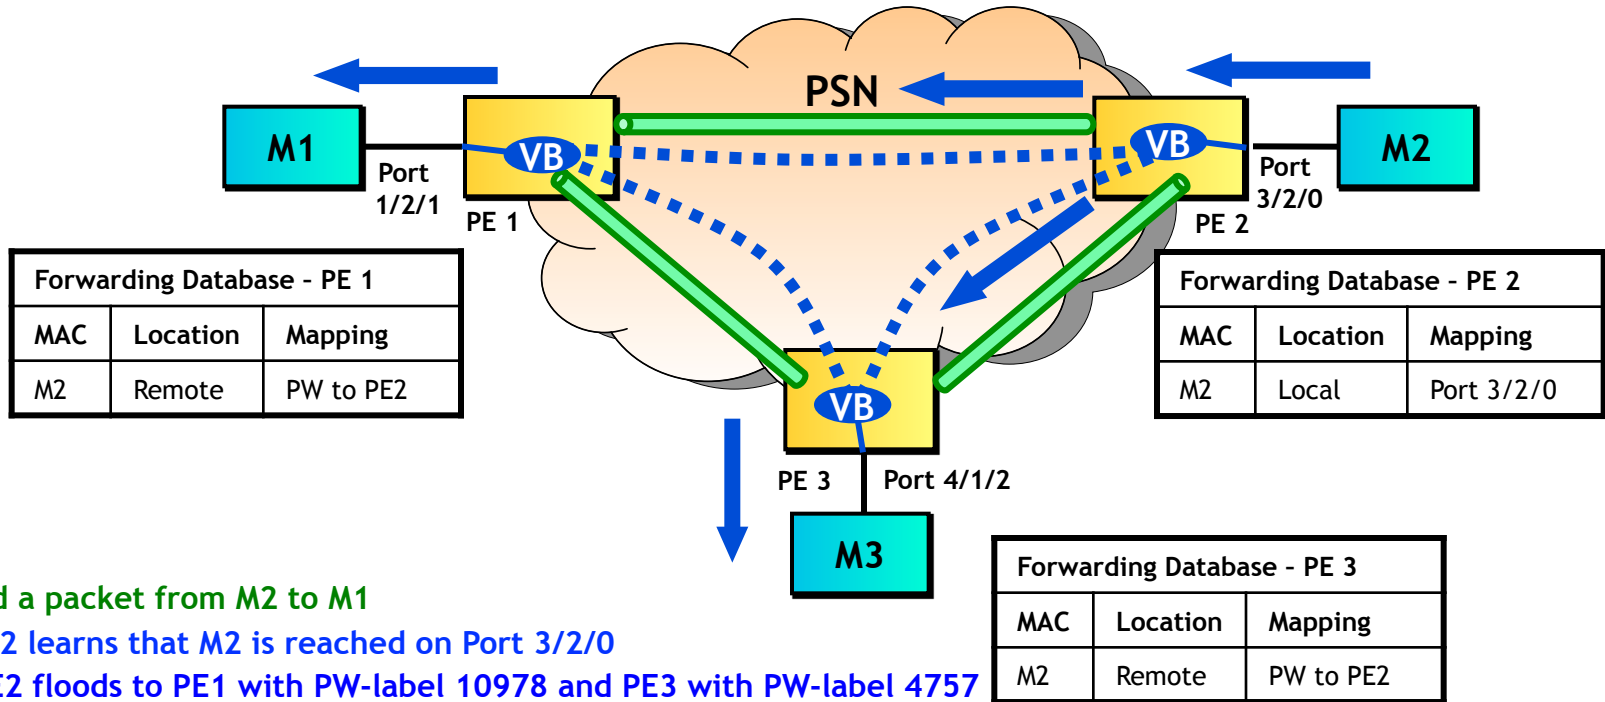 PSN
M1
VB
VB
M2
Port
1/2/1
Port
3/2/0
PE 1
PE 2
Forwarding Database – PE 1
MAC Location Mapping
M2 Remote PW to PE2
Forwarding Database – PE 2
MAC Location Mapping
M2 Local Port 3/2/0
VB
PE 3
Port 4/1/2
M3
Forwarding Database – PE 3
MAC Location Mapping
M2 Remote PW to PE2
a packet from M2 to M1
2 learns that M2 is reached on Port 3/2/0
E2 floods to PE1 with PW-label 10978 and PE3 with PW-label 4757